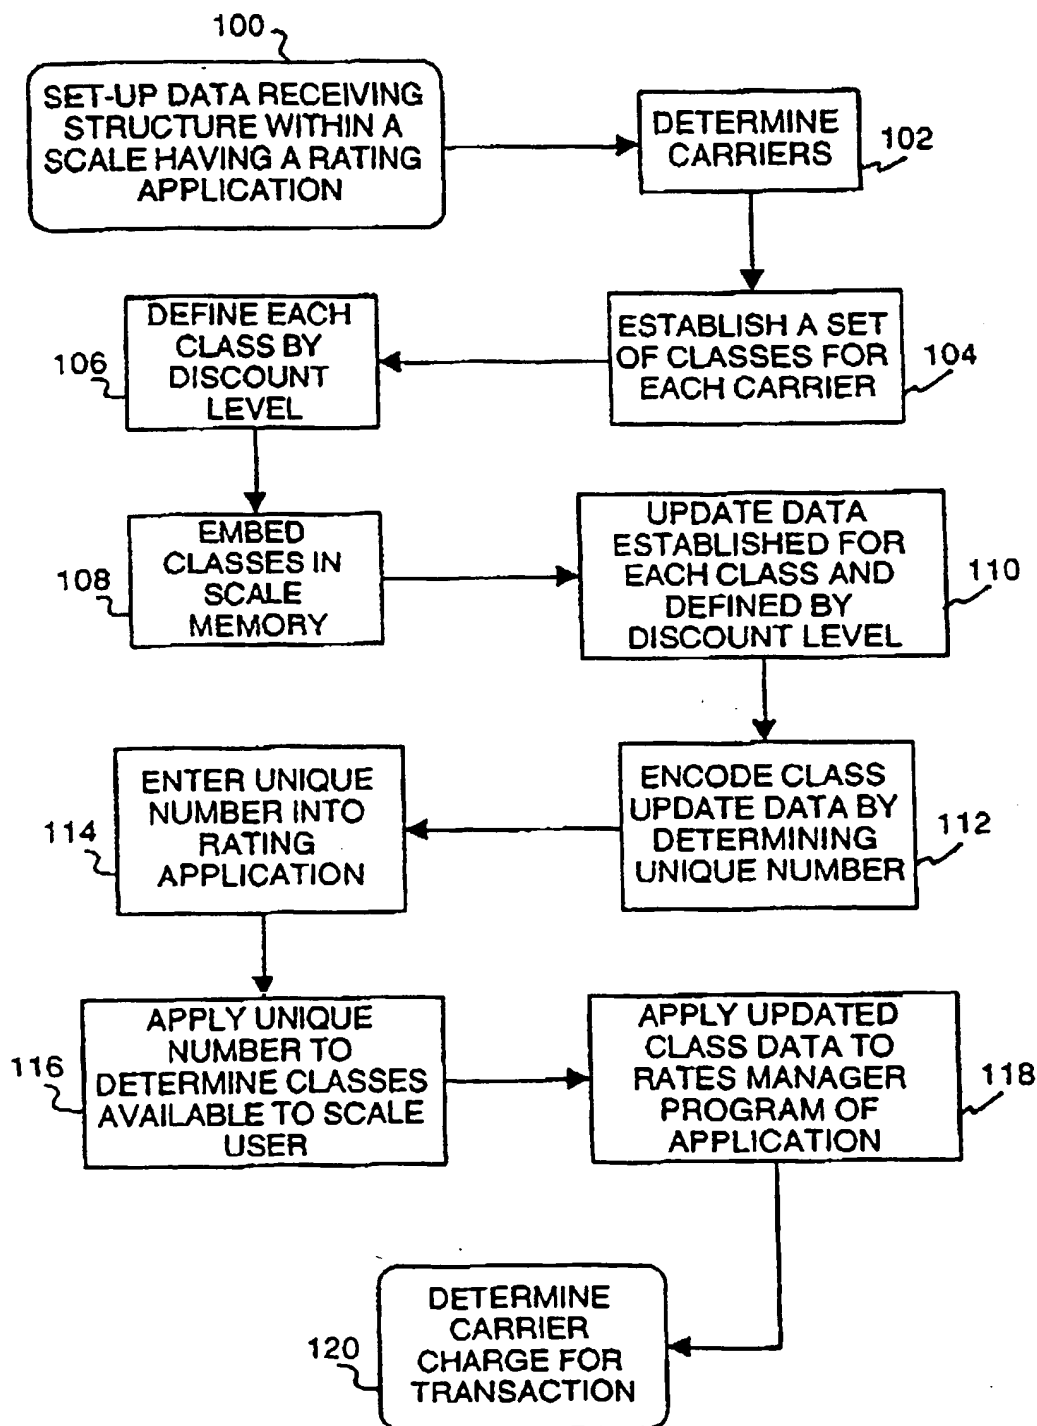 100
SET-UP DATA RECEIVING
STRUCTURE WITHIN A
SCALE HAVING A RATING
APPLICATION
DETERMINE
CARRIERS
102
ESTABLISH A SET
OF CLASSES FOR
EACH CARRIER
104
DEFINE EACH
CLASS BY
DISCOUNT
LEVEL
106
EMBED
CLASSES IN
SCALE
MEMORY
108
UPDATE DATA
ESTABLISHED FOR
EACH CLASS AND
DEFINED BY
DISCOUNT LEVEL
110
ENCODE CLASS
UPDATE DATA BY
DETERMINING
UNIQUE NUMBER
112
ENTER UNIQUE
NUMBER INTO
RATING
APPLICATION
114
APPLY UNIQUE
NUMBER TO
DETERMINE CLASSES
AVAILABLE TO SCALE
USER
116
APPLY UPDATED
CLASS DATA TO
RATES MANAGER
PROGRAM OF
APPLICATION
118
DETERMINE
CARRIER
CHARGE FOR
TRANSACTION
120